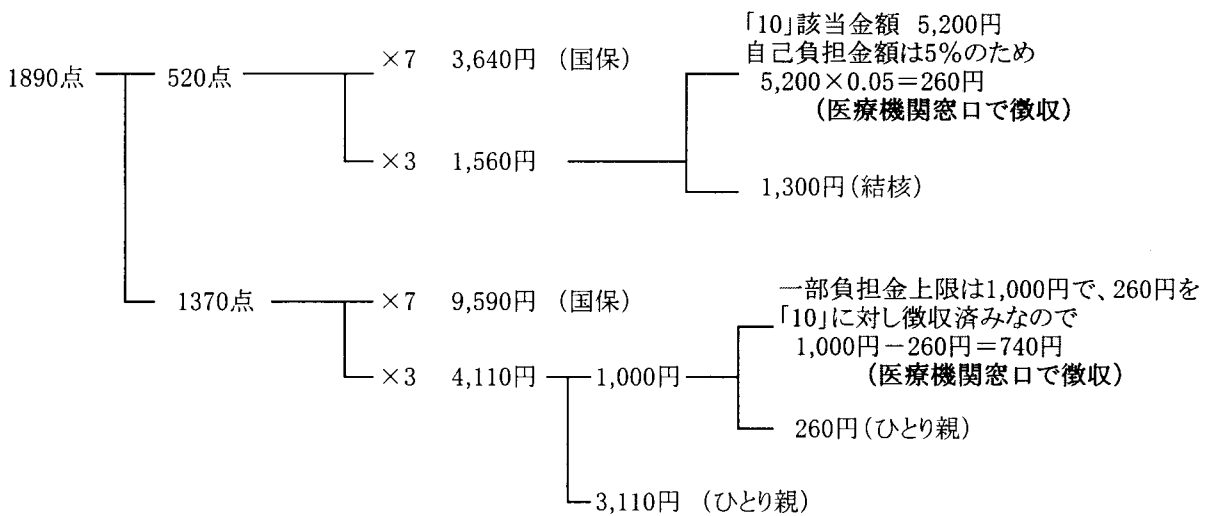 1890点
520点
×7 3,640円 (国保)
×3 1,560円
「10」該当金額 5,200円
自己負担金額は5%のため
5,200×0.05=260円
(医療機関窓口で徴収)
1,300円(結核)
1370点
×7 9,590円 (国保)
×3 4,110円
1,000円
一部負担金上限は1,000円で、260円を
「10」に対し徴収済みなので
1,000円-260円=740円
(医療機関窓口で徴収)
260円(ひとり親)
3,110円 (ひとり親)